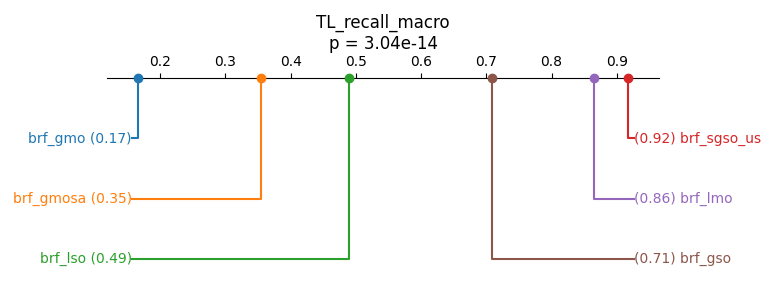 TL_recall_macro
p = 3.04e-14
0.2 0.3 0.4 0.5 0.6 0.7 0.8 0.9
brf_gmo (0.17) (0.92) brf_sgso_us
brf_gmosa (0.35) (0.86) brf_lmo
brf_lso (0.49) (0.71) brf_gso